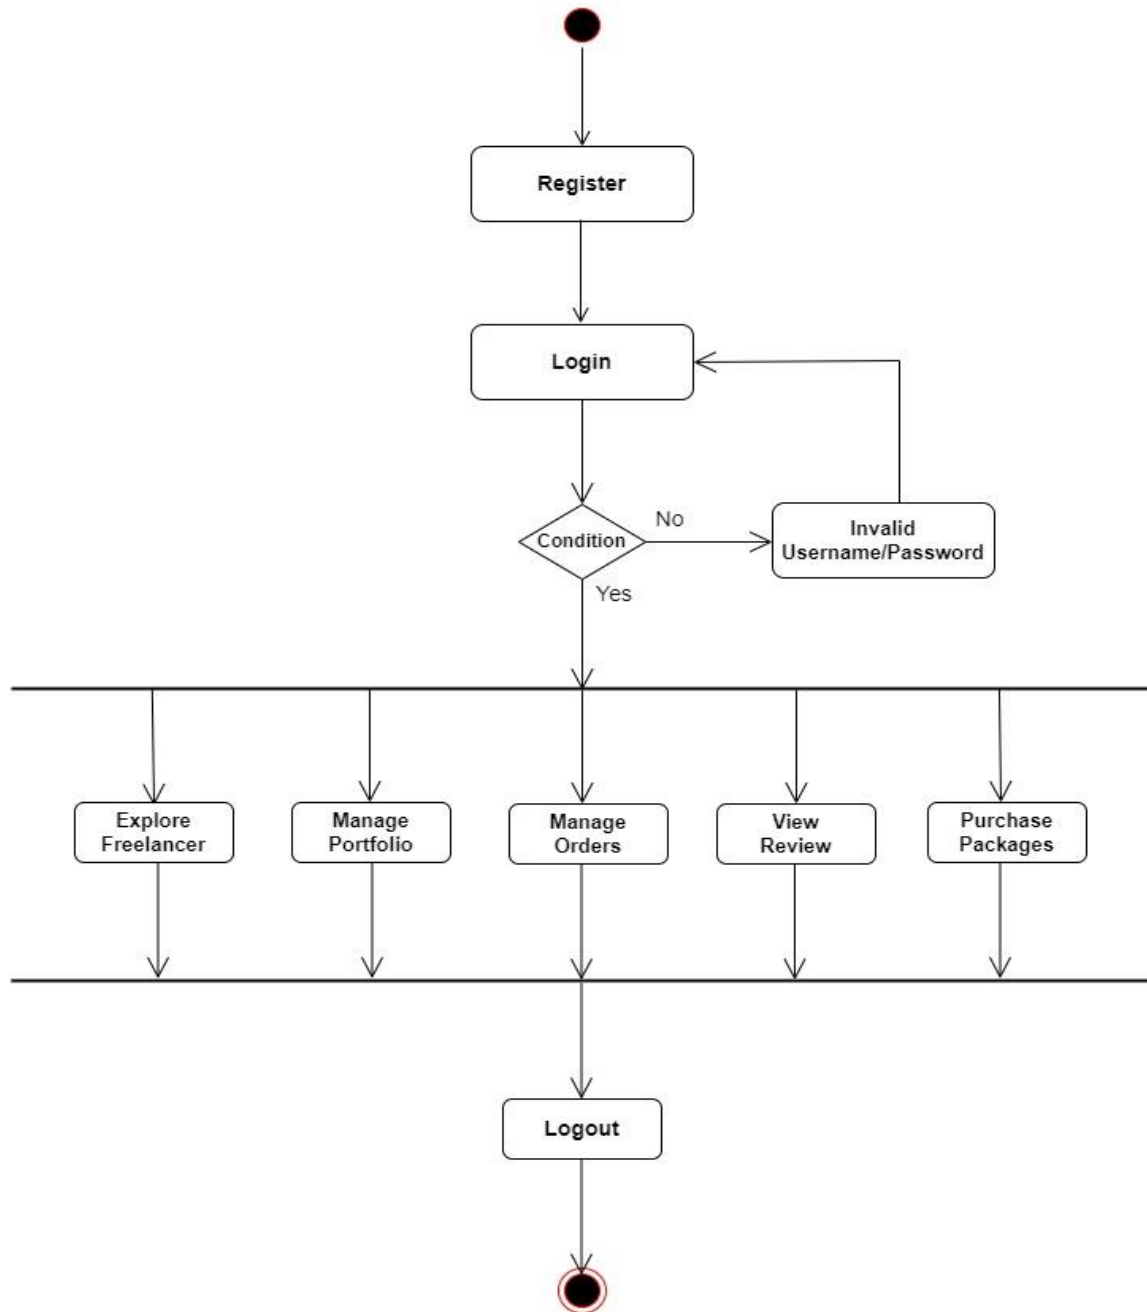 Register
Login
Condition
No
Invalid
Username/Password
Yes
Explore
Freelancer
Manage
Portfolio
Manage
Orders
View
Review
Purchase
Packages
Logout